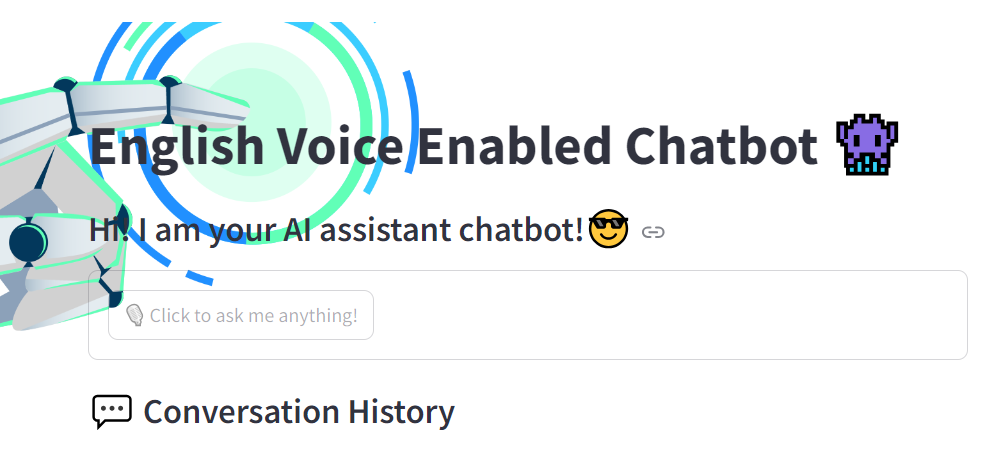 English Voice Enabled Chatbot 👾
Hi! I am your AI assistant chatbot!😎
🎙️ Click to ask me anything!
💬 Conversation History